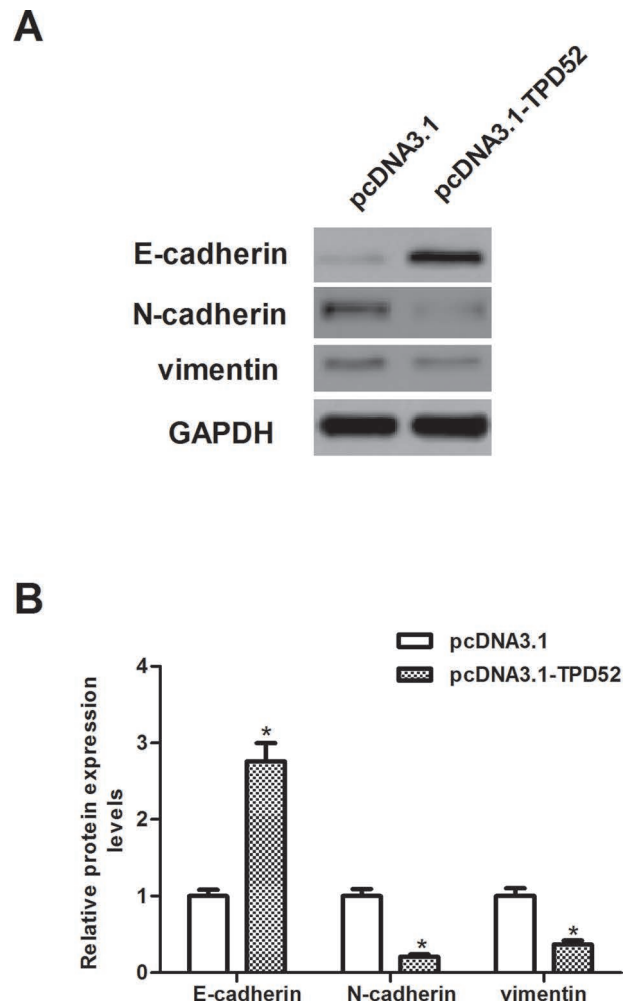 A
pcDNA3.1
pcDNA3.1-TPD52
E-cadherin
N-cadherin
vimentin
GAPDH
B
pcDNA3.1
pcDNA3.1-TPD52
Relative protein expression
levels
4
3
2
1
0
*
*
*
E-cadherin
N-cadherin
vimentin